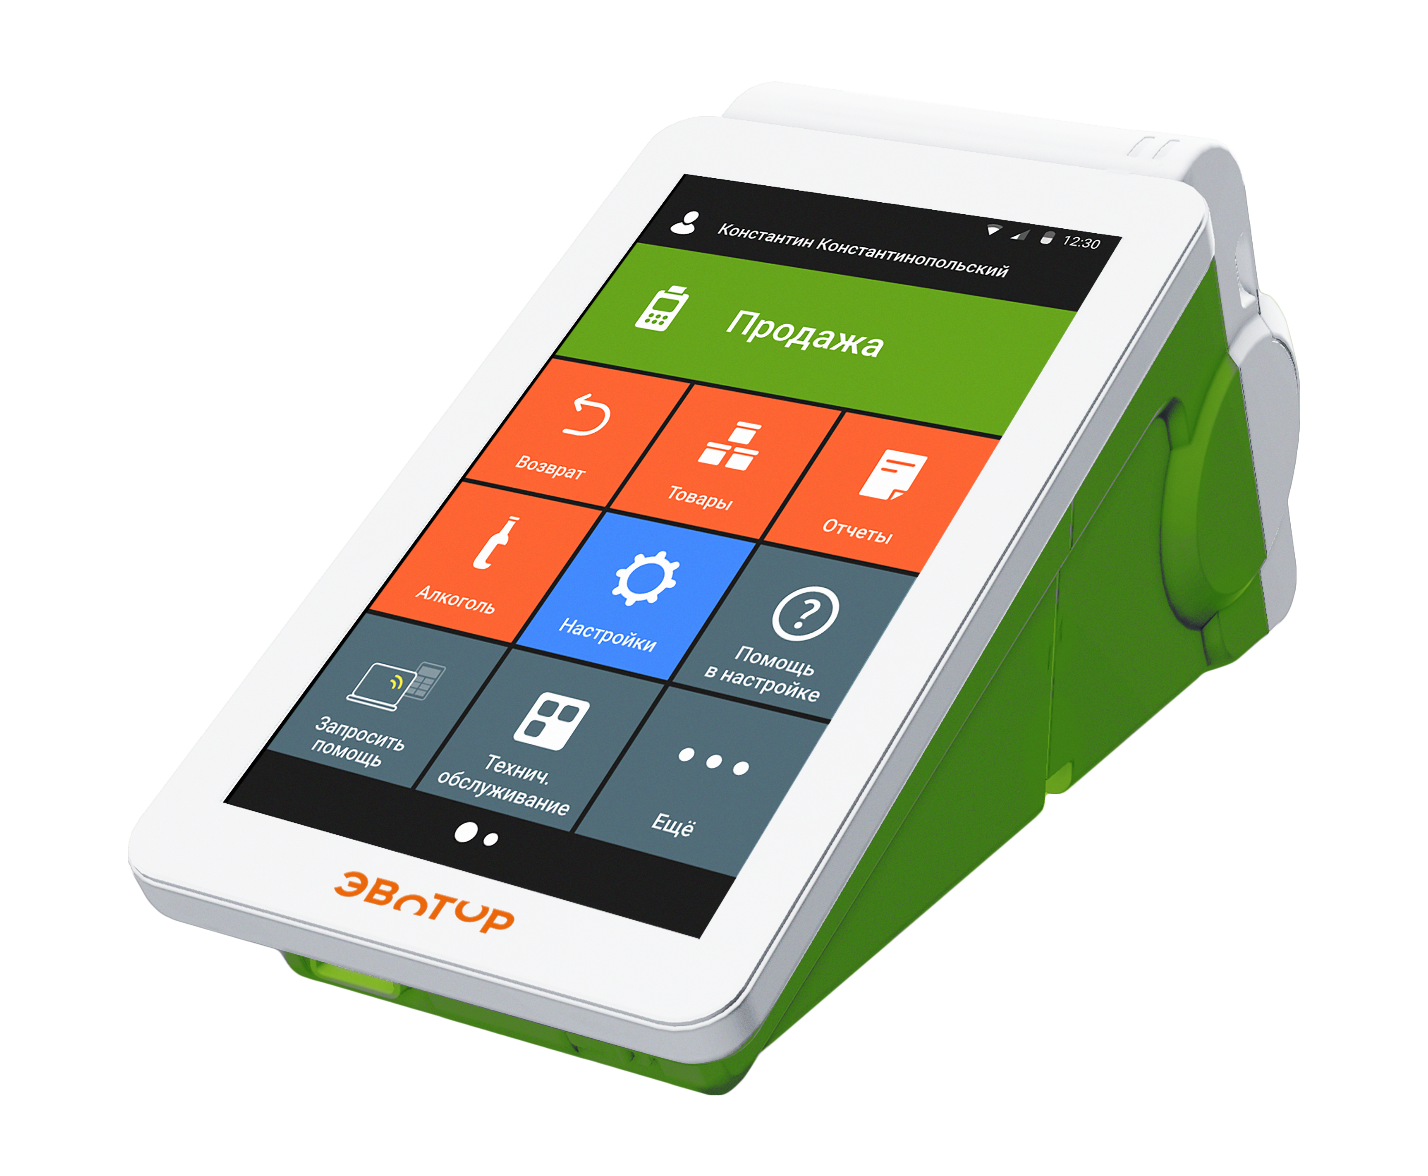 12:30
Константин Константинопольский
Продажа
Возврат
Товары
Отчеты
Алкоголь
Настройки
Помощь
в настройке
Запросить
помощь
Технич.
обслуживание
Ещё
ЭВОТОР